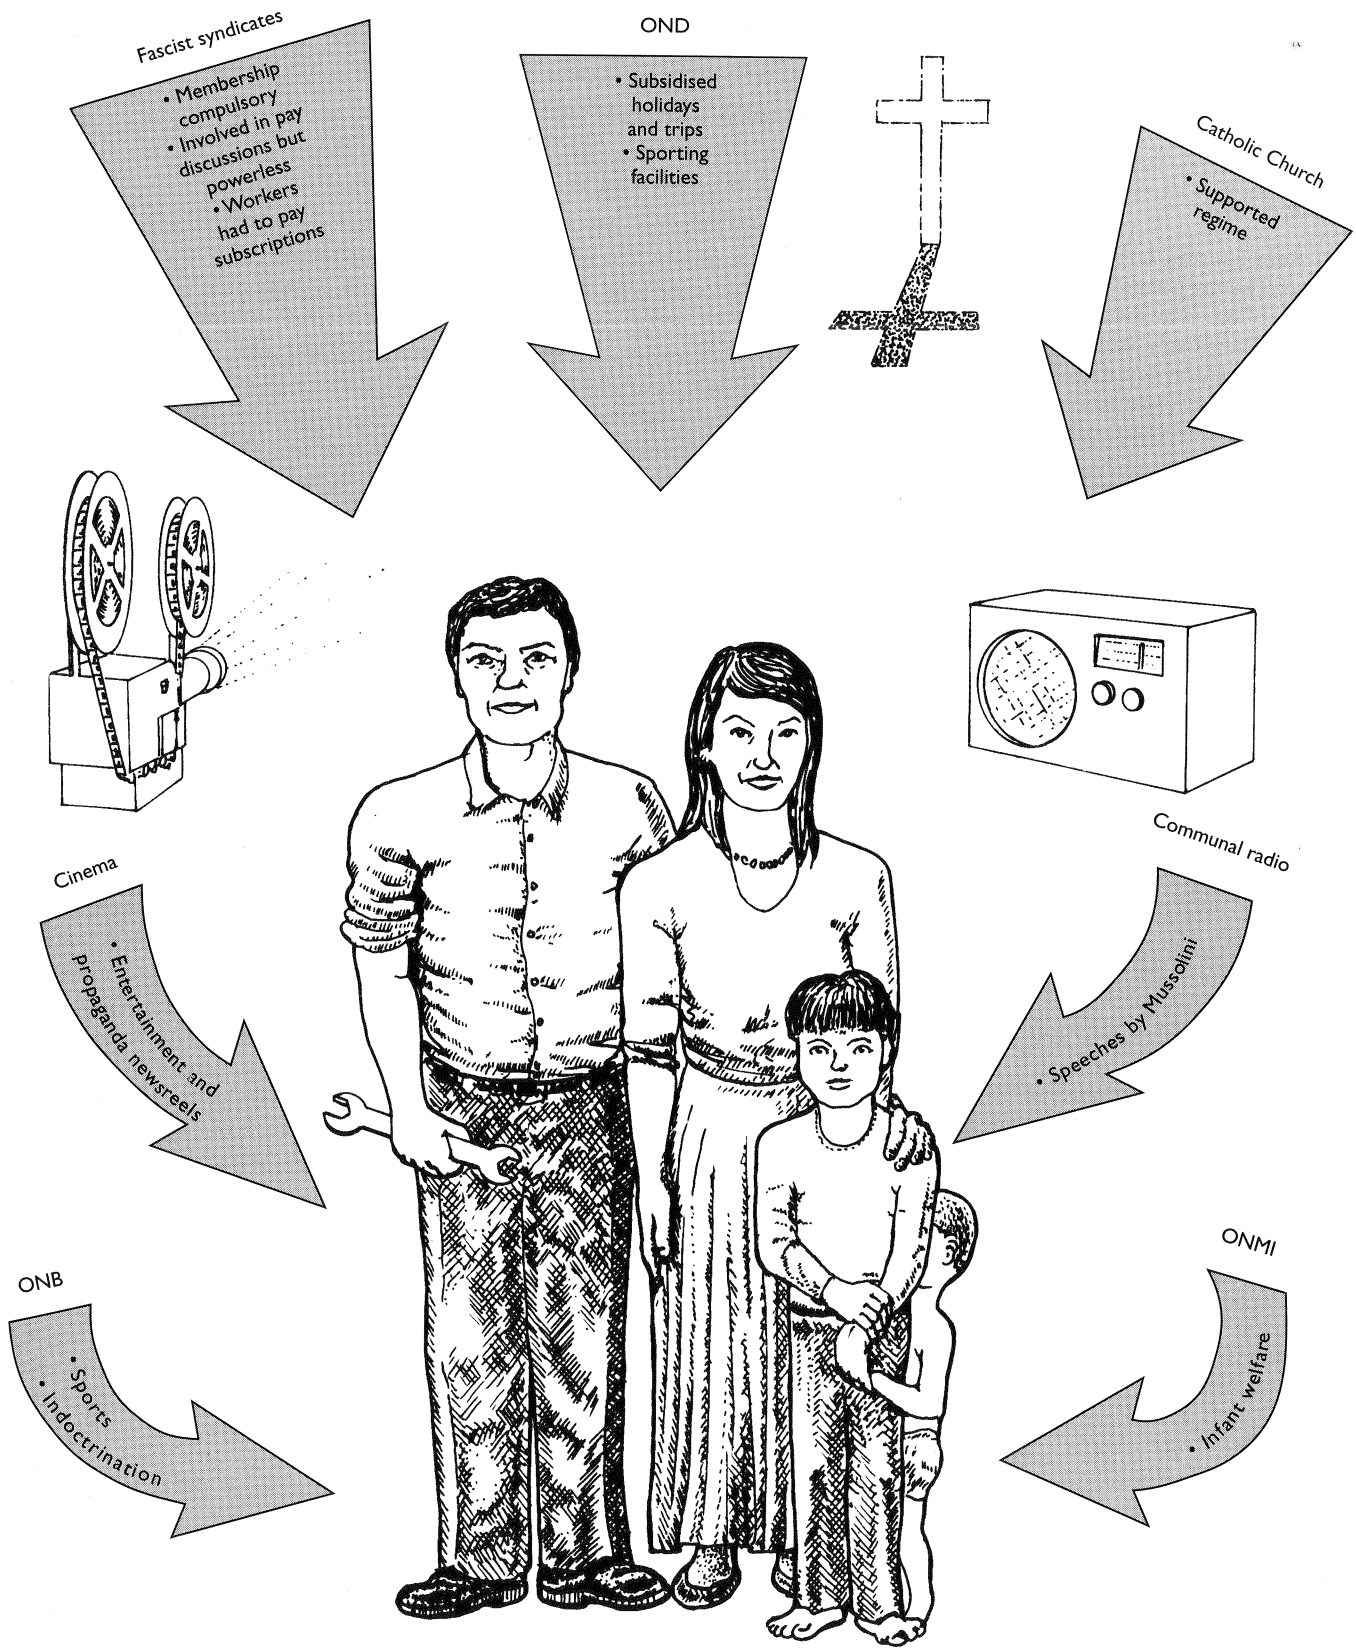 Fascist syndicates
• Membership
compulsory
• Involved in pay
discussions but
powerless
• Workers
had to pay
subscriptions
OND
• Subsidised
holidays
and trips
• Sporting
facilities
Catholic Church
• Supported
regime
Cinema
• Entertainment and
propaganda newsreels
Communal radio
• Speeches by Mussolini
ONB
• Sports
• Indoctrination
ONMI
• Infant welfare